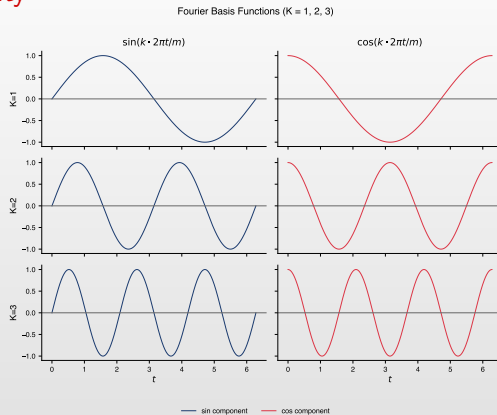 Fourier Basis Functions (K = 1, 2, 3)
sin(k • 2πt/m)
cos(k • 2πt/m)
K=1
1.0
0.5
0.0
−0.5
−1.0
K=2
1.0
0.5
0.0
−0.5
−1.0
K=3
1.0
0.5
0.0
−0.5
−1.0
0 1 2 3 4 5 6
0 1 2 3 4 5 6
t
t
sin component
cos component